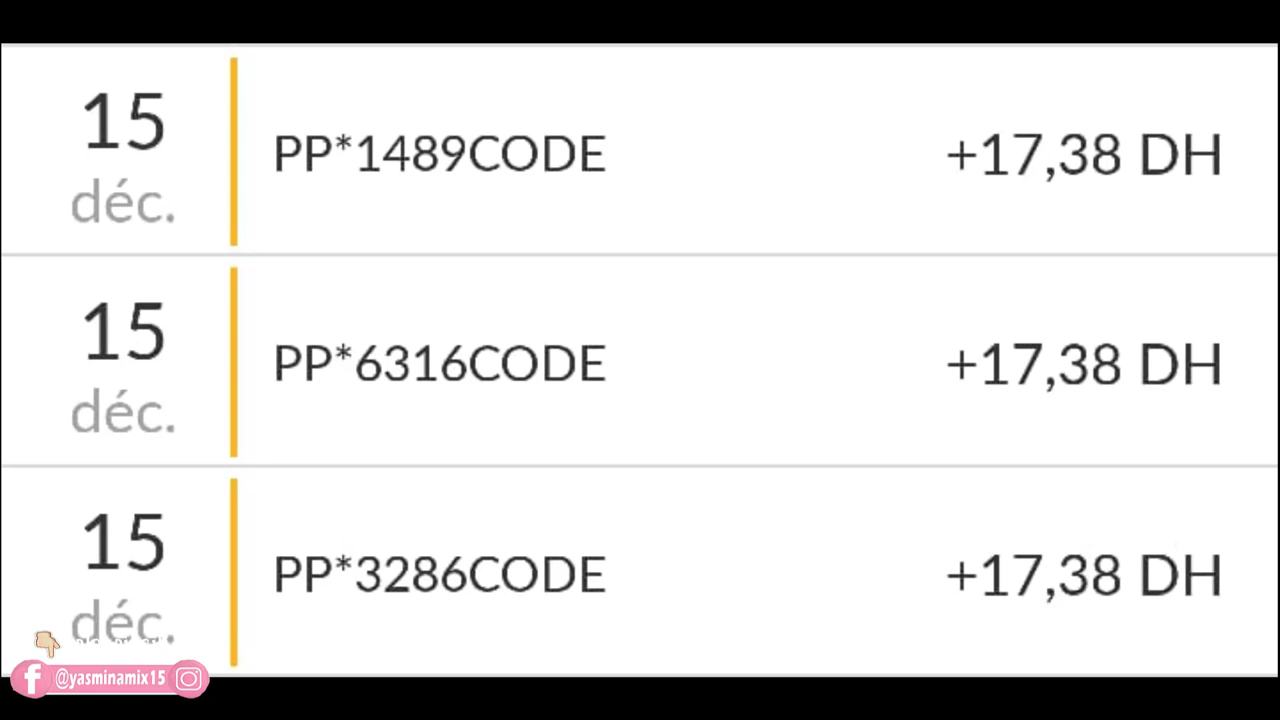 15
déc.
PP*1489CODE
+17,38 DH
15
déc.
PP*6316CODE
+17,38 DH
15
déc.
PP*3286CODE
+17,38 DH
@yasminamix15